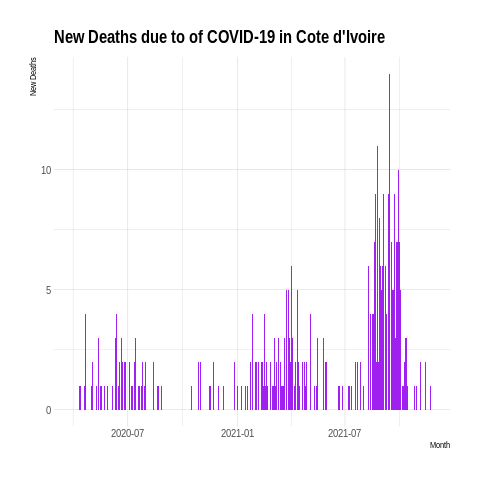 New Deaths due to of COVID-19 in Cote d'Ivoire
New Deaths
10
5
0
2020-07 2021-01 2021-07
Month